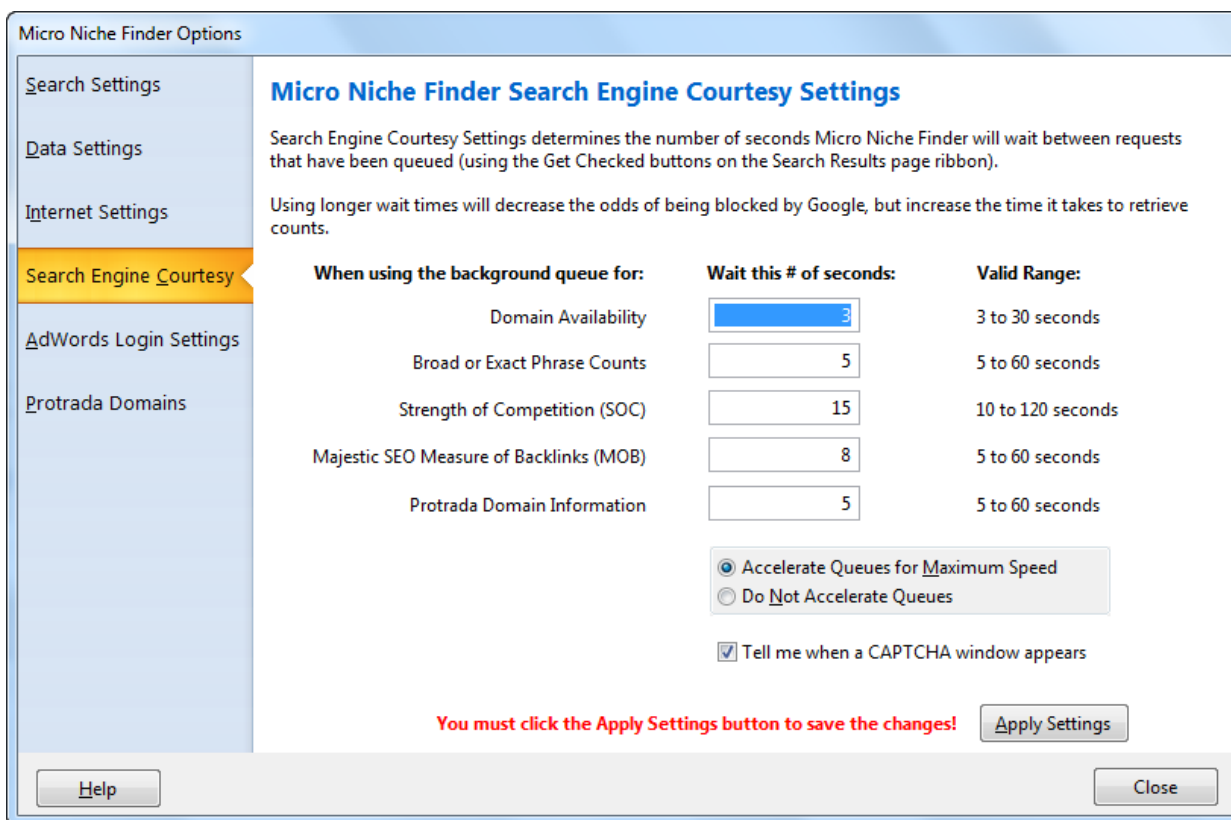 Micro Niche Finder Options
Search Settings
Data Settings
Internet Settings
Search Engine Courtesy
AdWords Login Settings
Protrada Domains
Micro Niche Finder Search Engine Courtesy Settings
Search Engine Courtesy Settings determines the number of seconds Micro Niche Finder will wait between requests
that have been queued (using the Get Checked buttons on the Search Results page ribbon).
Using longer wait times will decrease the odds of being blocked by Google, but increase the time it takes to retrieve
counts.
When using the background queue for: Wait this # of seconds: Valid Range:
Domain Availability 3 3 to 30 seconds
Broad or Exact Phrase Counts 5 5 to 60 seconds
Strength of Competition (SOC) 15 10 to 120 seconds
Majestic SEO Measure of Backlinks (MOB) 8 5 to 60 seconds
Protrada Domain Information 5 5 to 60 seconds
Accelerate Queues for Maximum Speed
Do Not Accelerate Queues
Tell me when a CAPTCHA window appears
You must click the Apply Settings button to save the changes! Apply Settings
Help Close